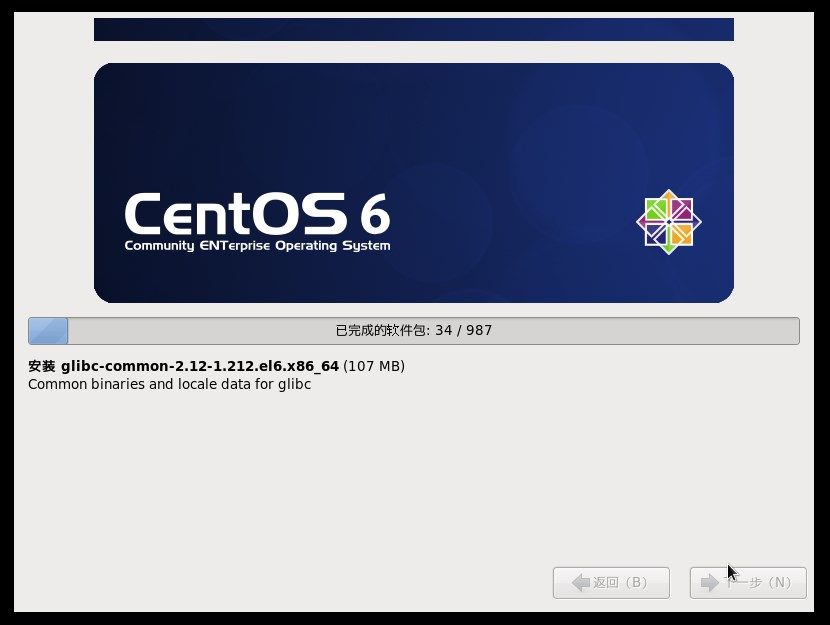 CentOS 6
Community ENTerprise Operating System
已完成的软件包: 34 / 987
安装 glibc-common-2.12-1.212.el6.x86_64 (107 MB)
Common binaries and locale data for glibc
返回（B） 下一步（N）